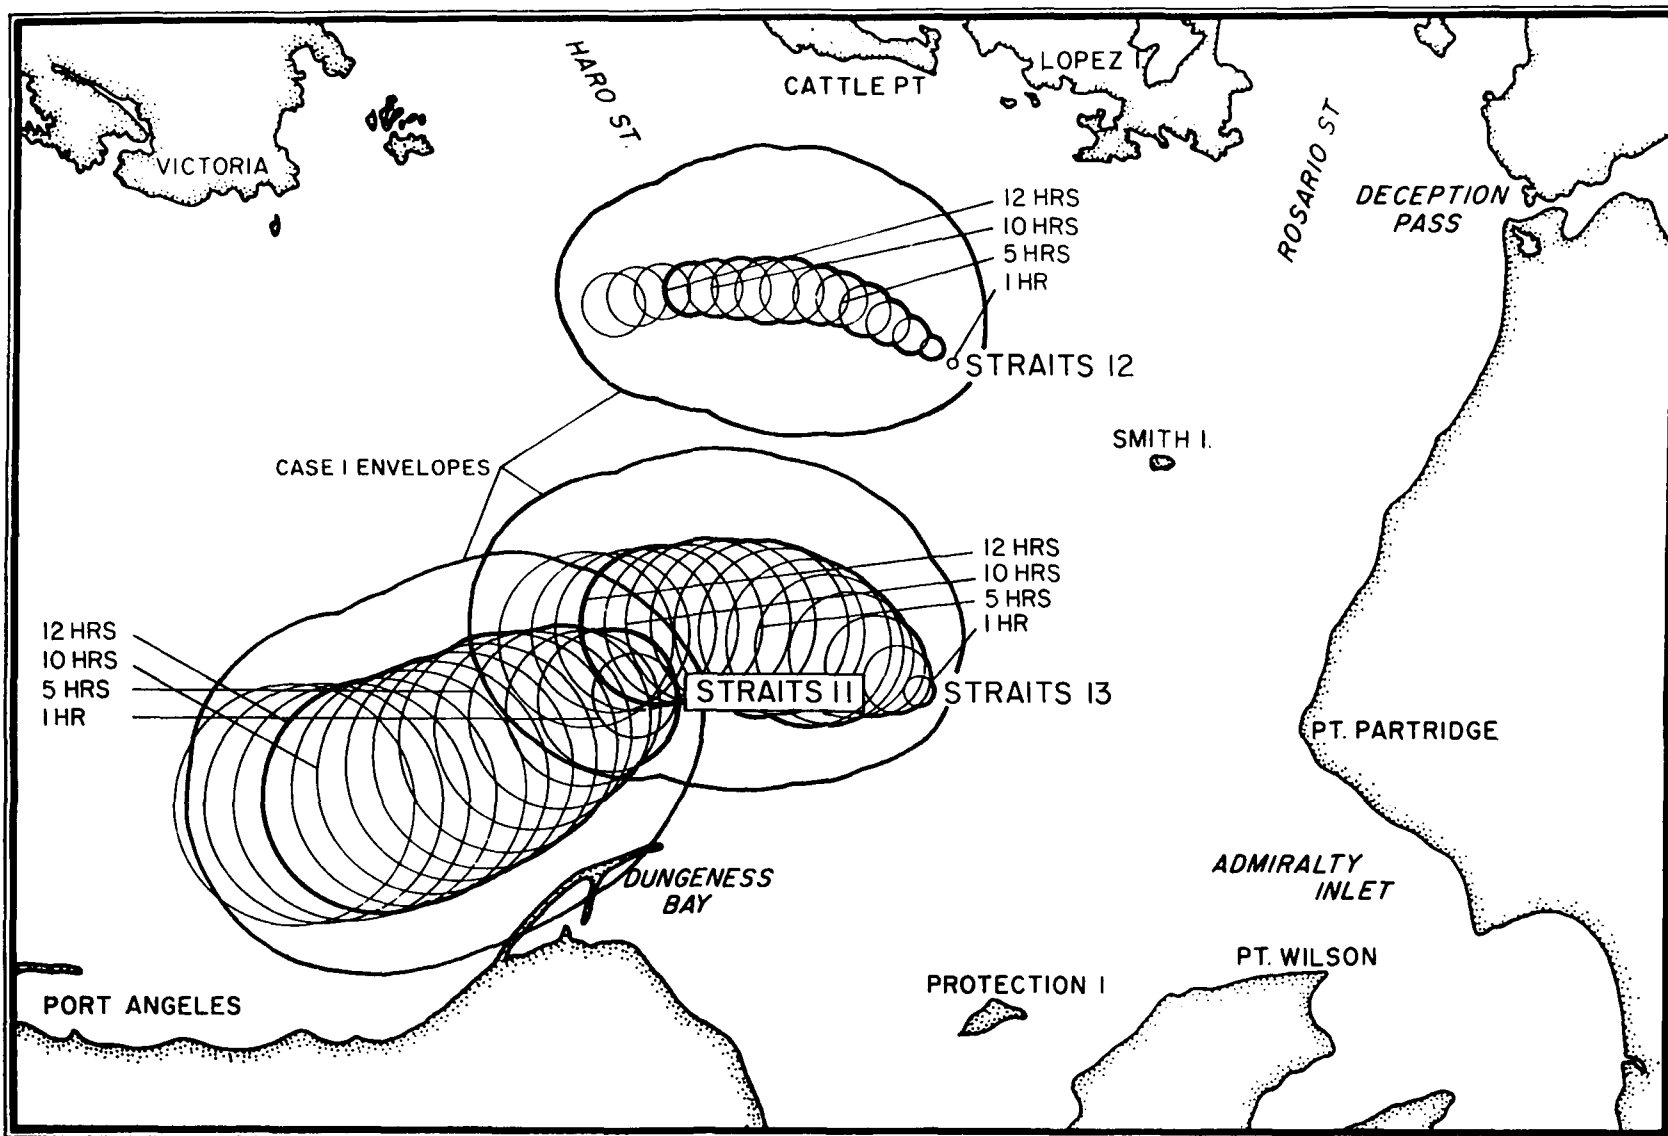 HARO ST.
CATTLE PT
LOPEZ I.
VICTORIA
ROSARIO ST
DECEPTION
PASS
12 HRS
10 HRS
5 HRS
1 HR
STRAITS 12
SMITH I.
CASE 1 ENVELOPES
12 HRS
10 HRS
5 HRS
1 HR
12 HRS
10 HRS
5 HRS
1 HR
STRAITS 11
STRAITS 13
PT. PARTRIDGE
DUNGENESS
BAY
ADMIRALTY
INLET
PT. WILSON
PROTECTION I
PORT ANGELES